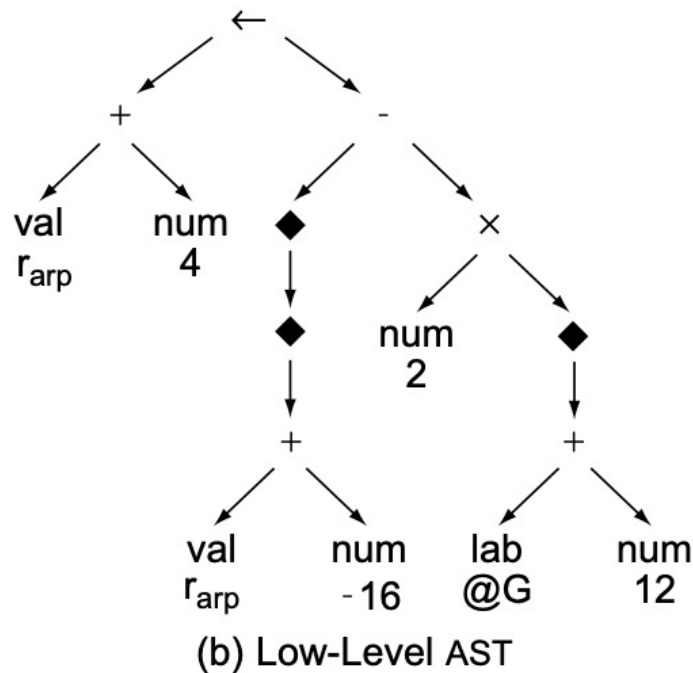 ←
+ -
val num ◆ ×
r_arp 4
◆ num ◆
2
+ +
val num lab num
r_arp -16 @G 12
(b) Low-Level AST